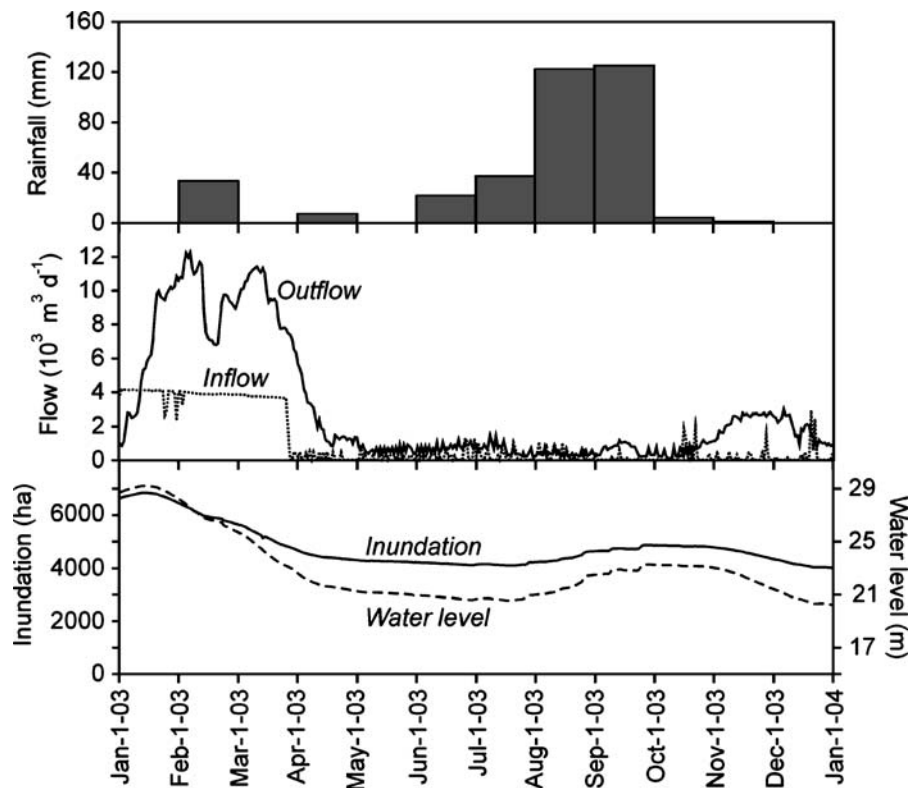 160
120
80
40
0
Rainfall (mm)
12
10
8
6
4
2
0
Flow (10³ m³ d⁻¹)
Outflow
Inflow
6000
4000
2000
0
Inundation (ha)
29
25
21
17
Water level (m)
Inundation
Water level
Jan-1-03
Feb-1-03
Mar-1-03
Apr-1-03
May-1-03
Jun-1-03
Jul-1-03
Aug-1-03
Sep-1-03
Oct-1-03
Nov-1-03
Dec-1-03
Jan-1-04